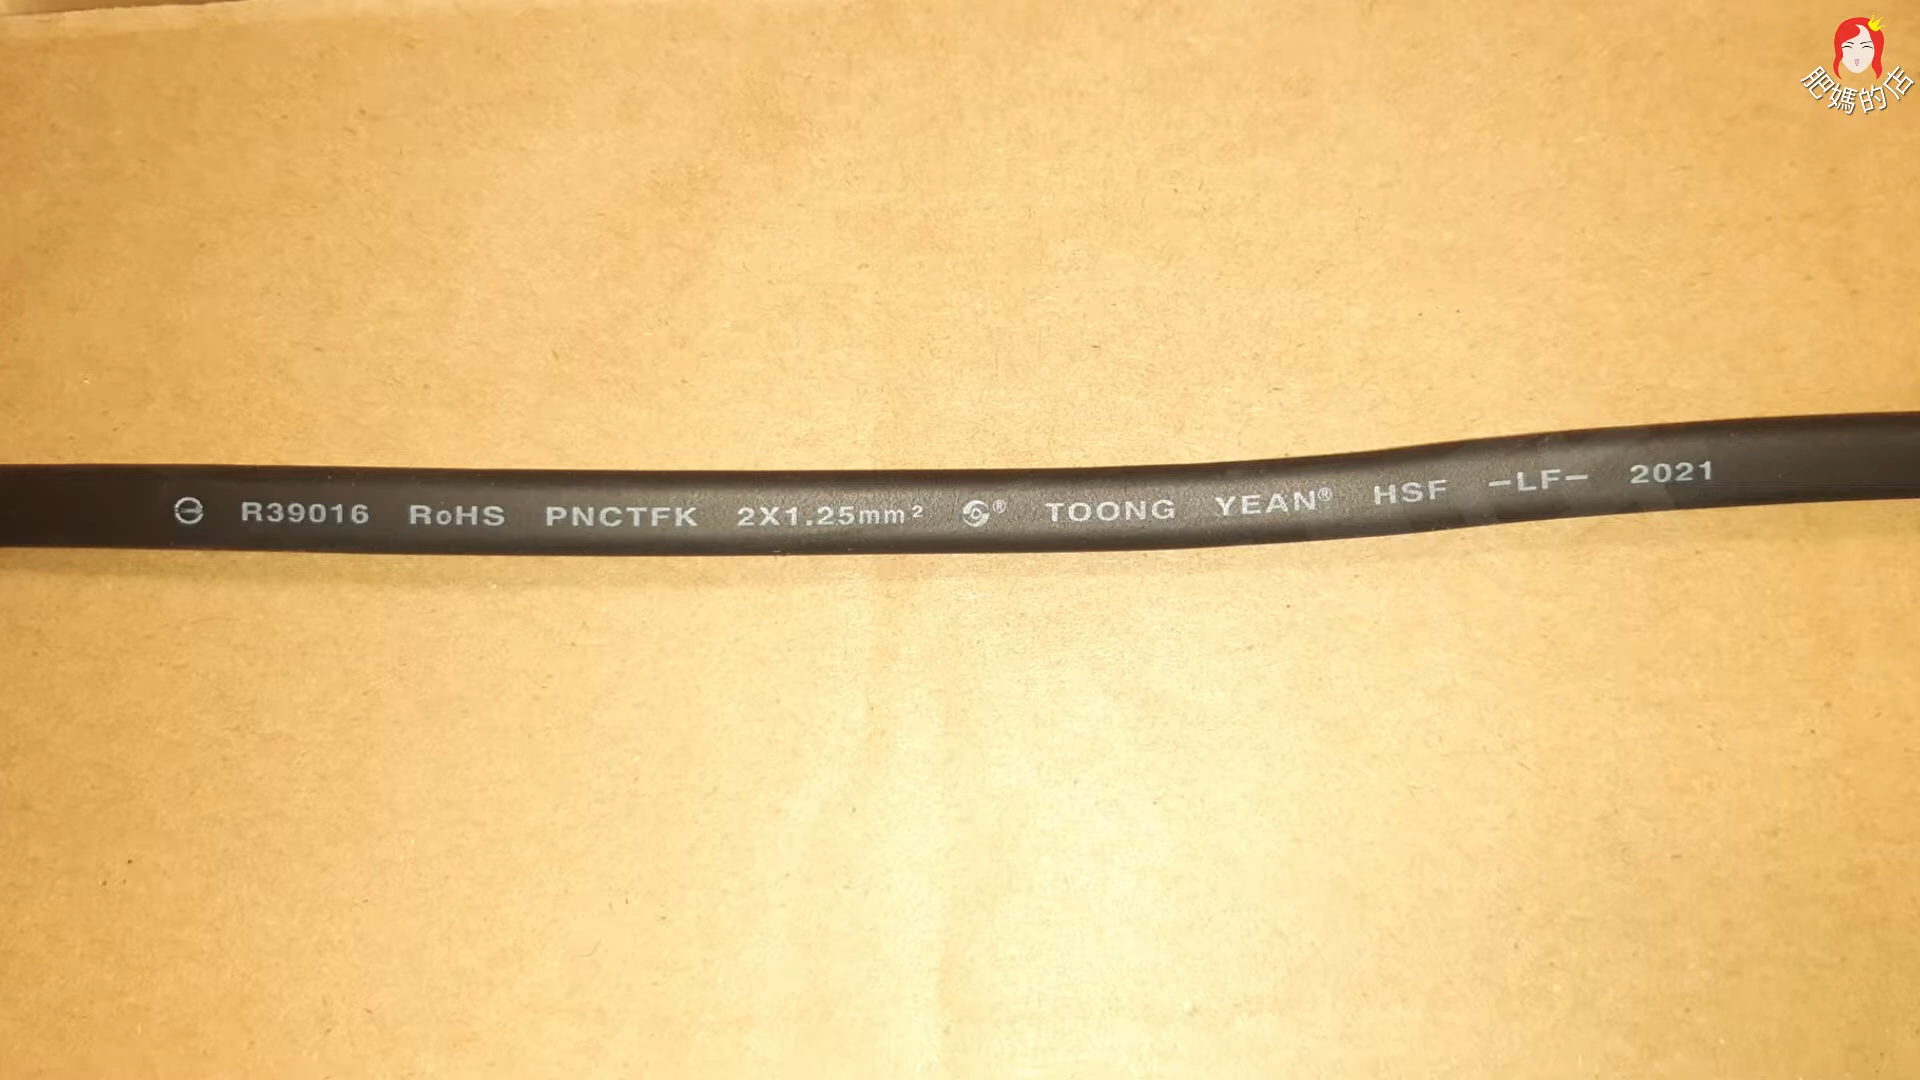 肥媽的店
R39016 RoHS PNCTFK 2X1.25mm² ® TOONG YEAN® HSF -LF- 2021